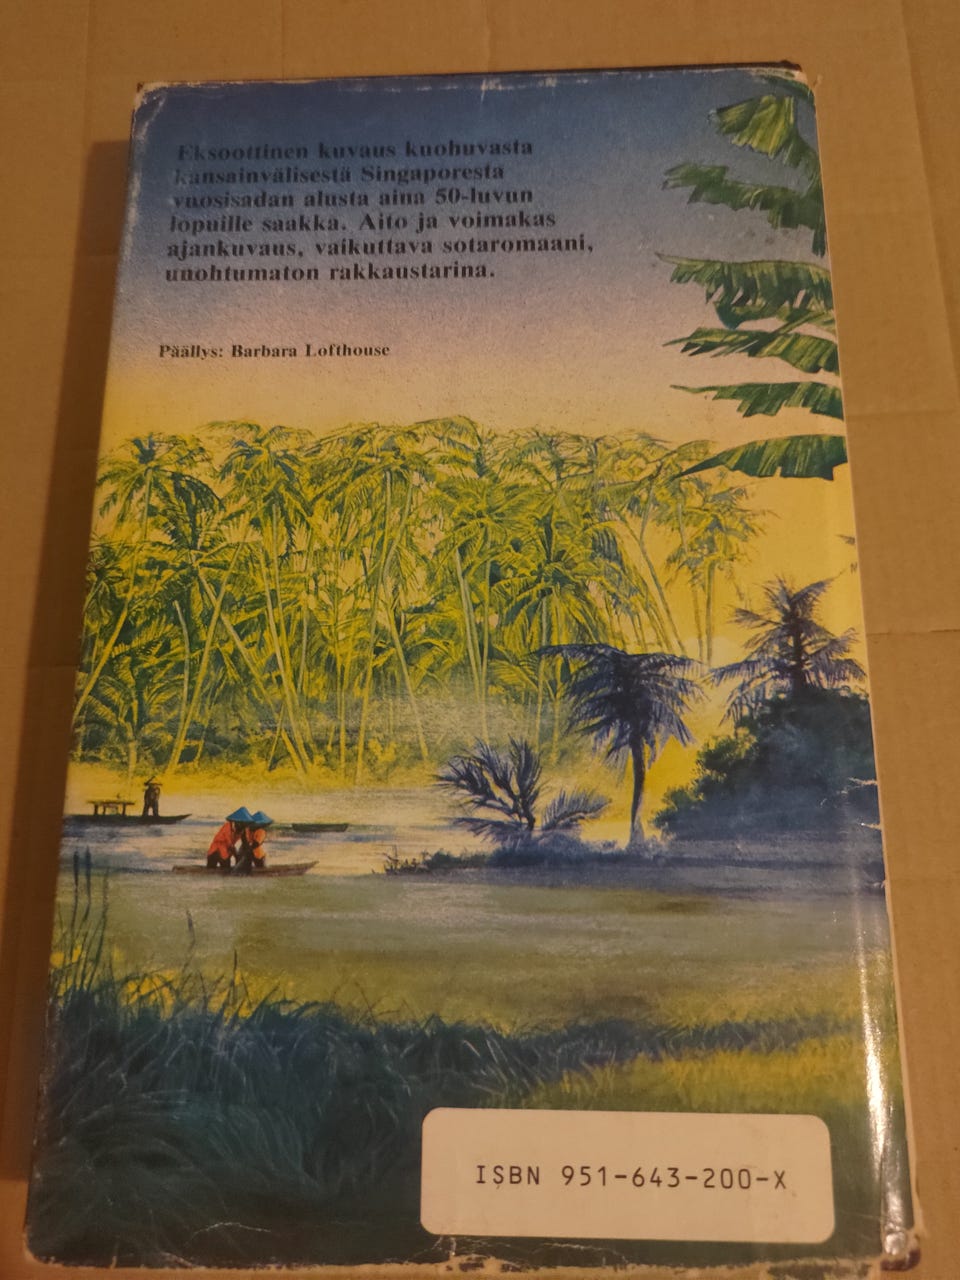 Eksoottinen kuvaus kuohuvasta
kansainvälisestä Singaporesta
vuosisadan alusta aina 50-luvun
lopuille saakka. Aito ja voimakas
ajankuvaus, vaikuttava sotaromaani,
unohtumaton rakkaustarina.
Päällys: Barbara Lofthouse
ISBN 951-643-200-X